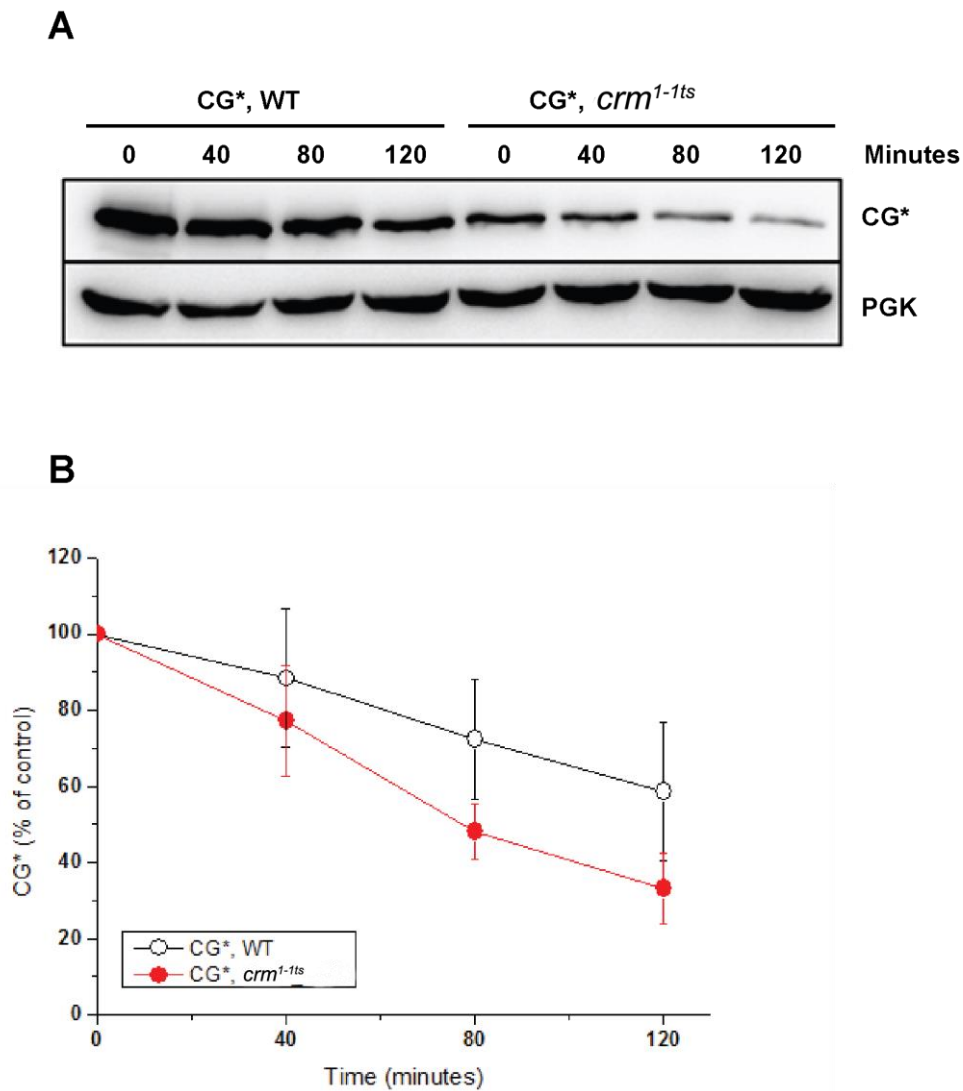 A
CG*, WT CG*, crm1-1ts
0 40 80 120 0 40 80 120 Minutes
CG*
PGK
B
120
100
80
60
40
20
0
CG* (% of control)
CG*, WT
CG*, crm1-1ts
0 40 80 120
Time (minutes)